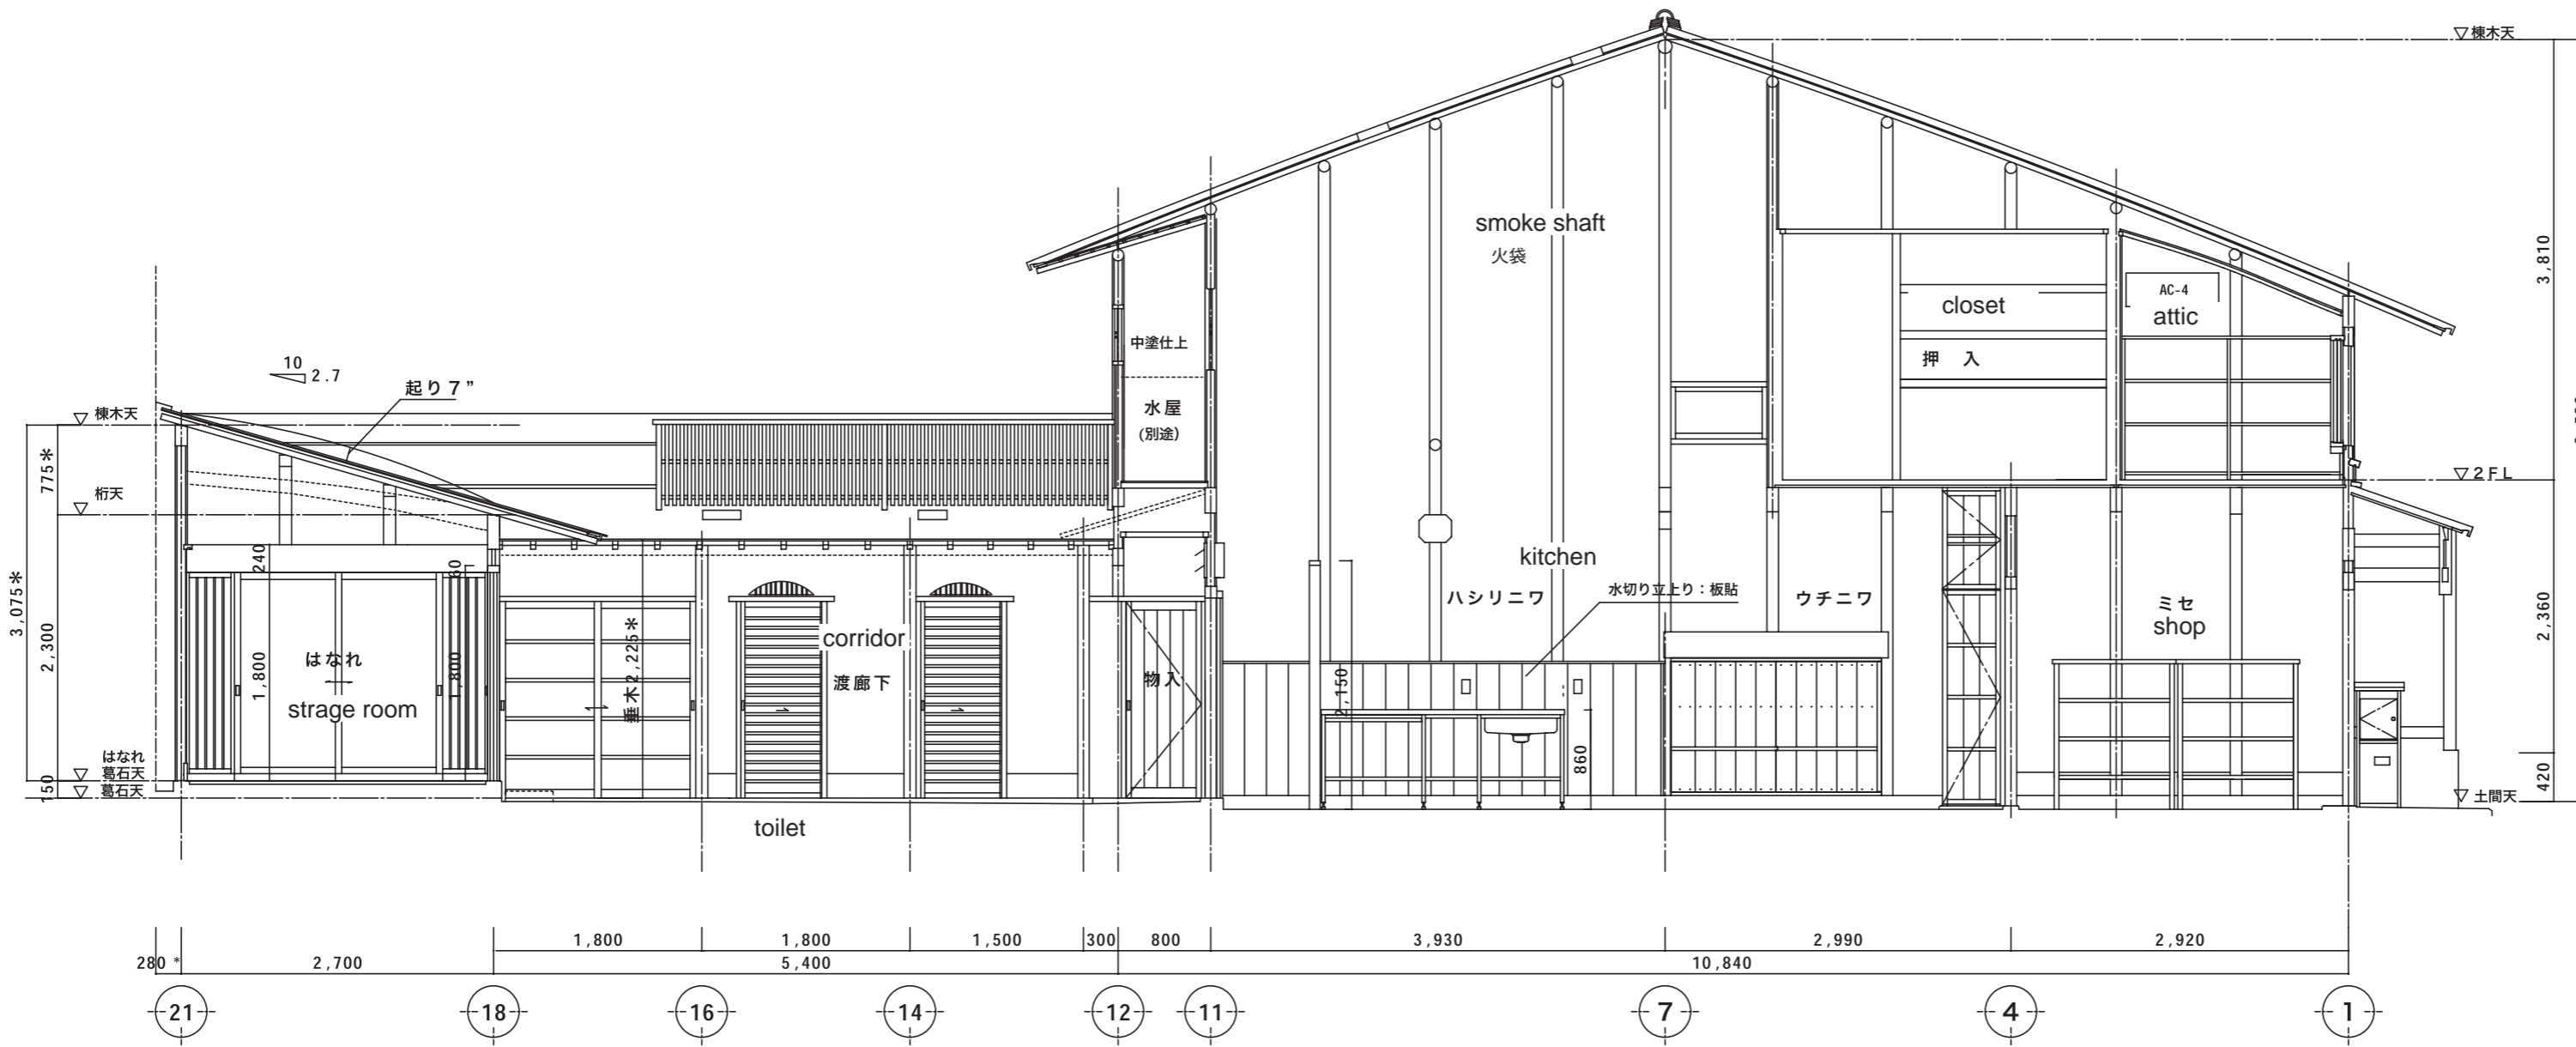 棟木天
smoke shaft
火袋
3,810
closet
AC-4
attic
中塗仕上
押 入
10
2.7
起り7”
棟木天
水屋
(別途)
775*
桁天
2FL
240
60
kitchen
水切り立上り：板貼
ハシリニワ
ウチニワ
ミセ
shop
3,075*
2,300
2,360
corridor
はなれ
1,800
1,800
垂木2,225*
渡廊下
物入
2,150
strage room
860
はなれ
葛石天
葛石天
150
420
土間天
toilet
1,800
1,800
1,500
300
800
3,930
2,990
2,920
280*
2,700
5,400
10,840
21
18
16
14
12
11
7
4
1